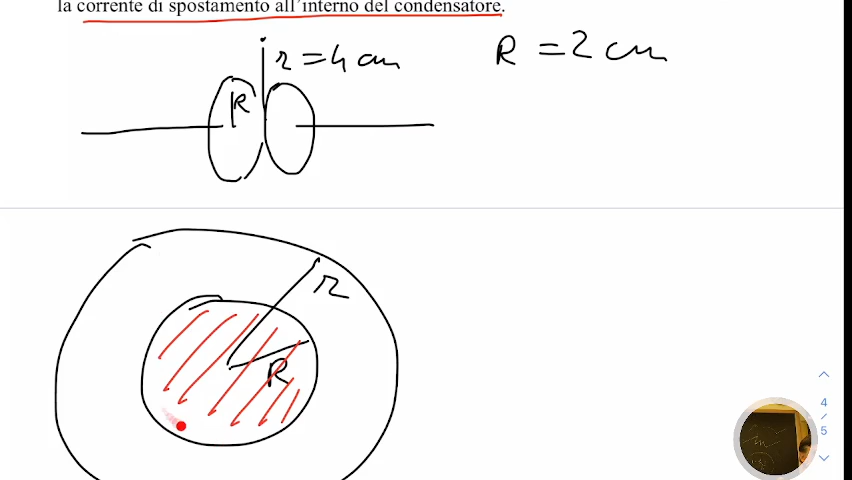 la corrente di spostamento all'interno del condensatore.
r = 4 cm R = 2 cm
R
r
R
4
/
5